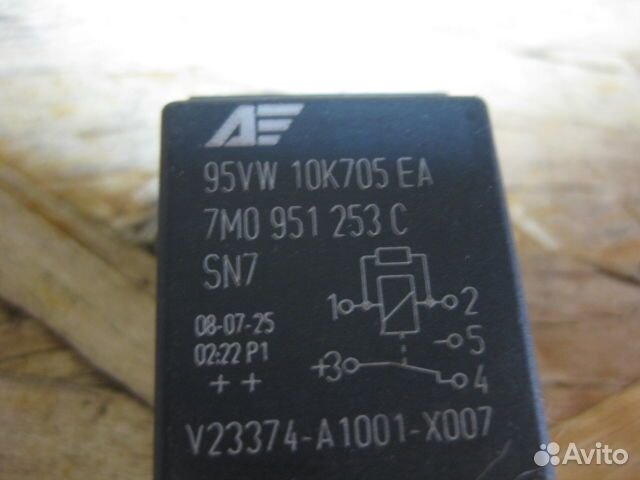 AE
95VW 10K705 EA
7M0 951 253 C
SN7
08-07-25
02:22 P1
++
1 2
5
+3 4
V23374-A1001-X007
Avito